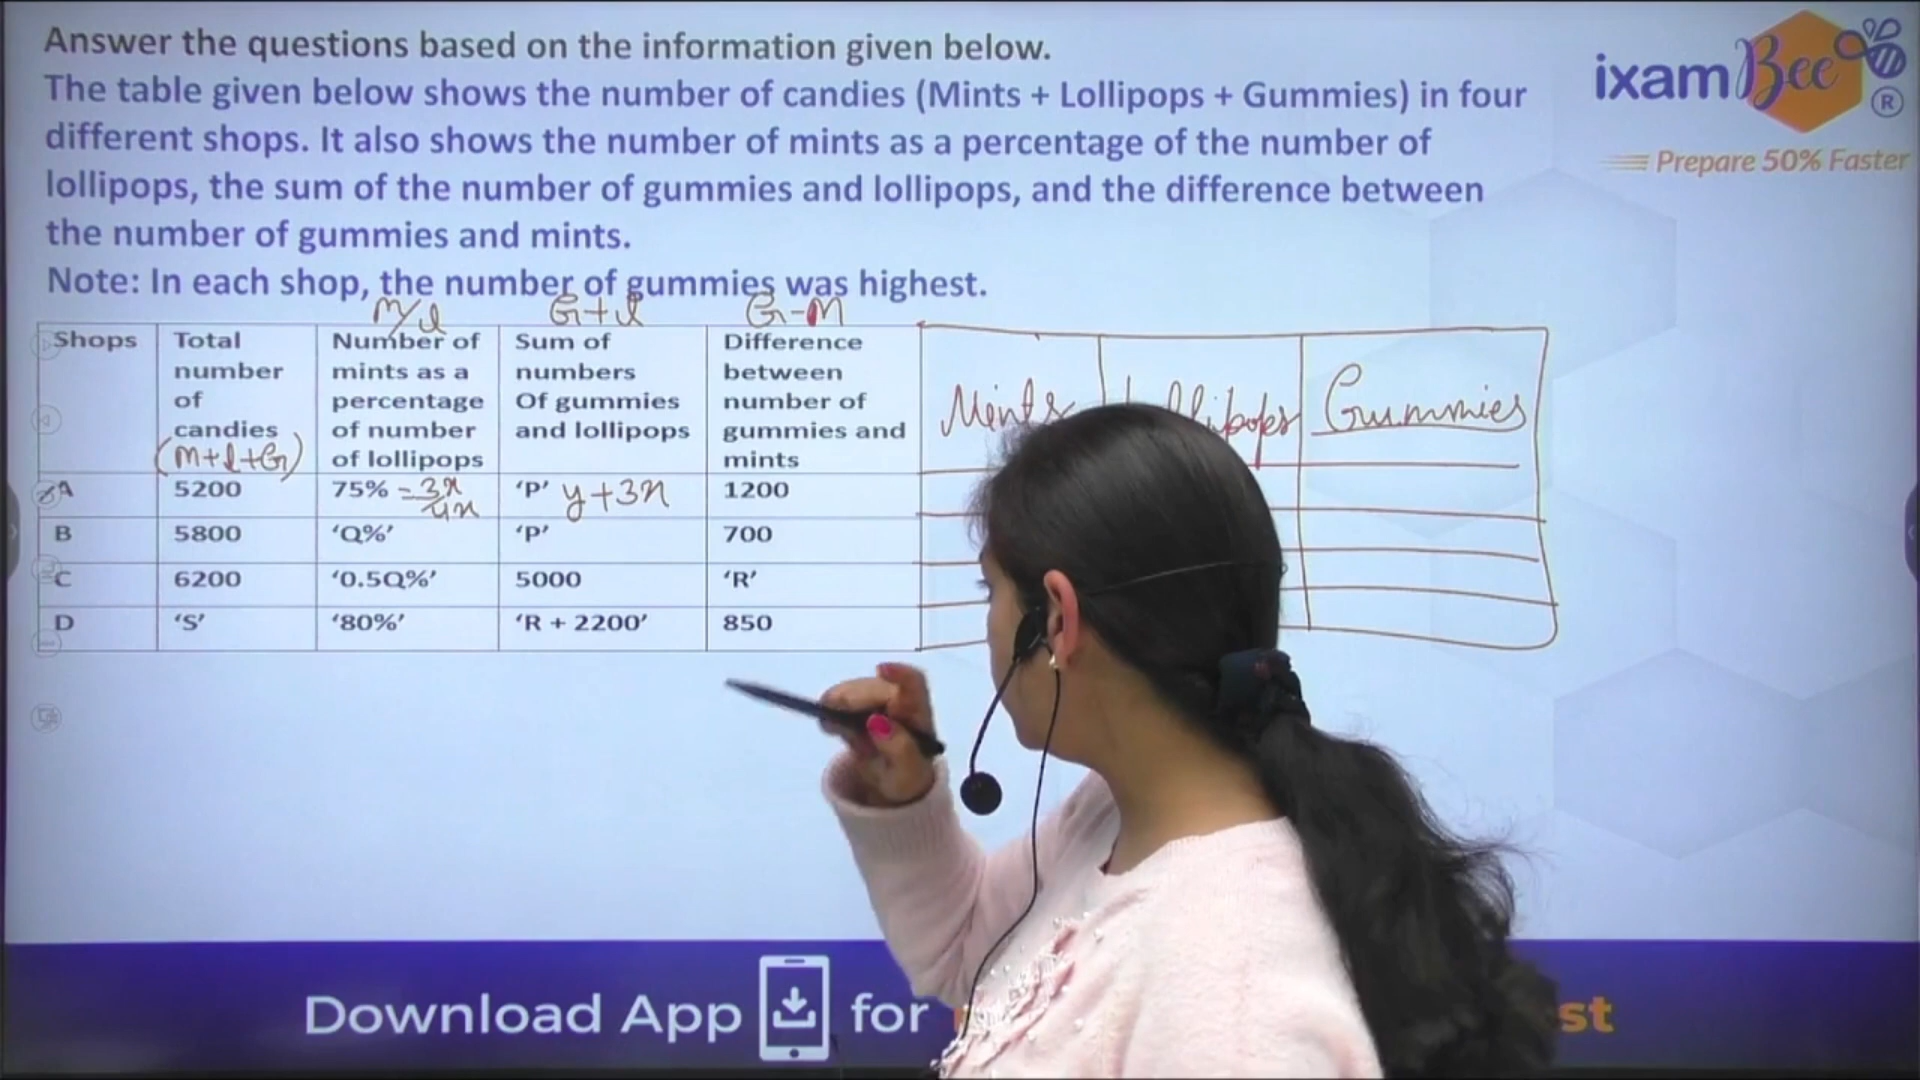 Answer the questions based on the information given below.
The table given below shows the number of candies (Mints + Lollipops + Gummies) in four
different shops. It also shows the number of mints as a percentage of the number of
lollipops, the sum of the number of gummies and lollipops, and the difference between
the number of gummies and mints.
Note: In each shop, the number of gummies was highest.
ixamBee ®
Prepare 50% Faster
M/l G+l G-M
Shops
Total number of candies
(M+l+G)
Number of mints as a percentage of number of lollipops
Sum of numbers Of gummies and lollipops
Difference between number of gummies and mints
Mints
Gummies
A 5200 75% = 3x/4x 'P' y+3x 1200
B 5800 'Q%' 'P' 700
C 6200 '0.5Q%' 5000 'R'
D 'S' '80%' 'R + 2200' 850
Download App for
st